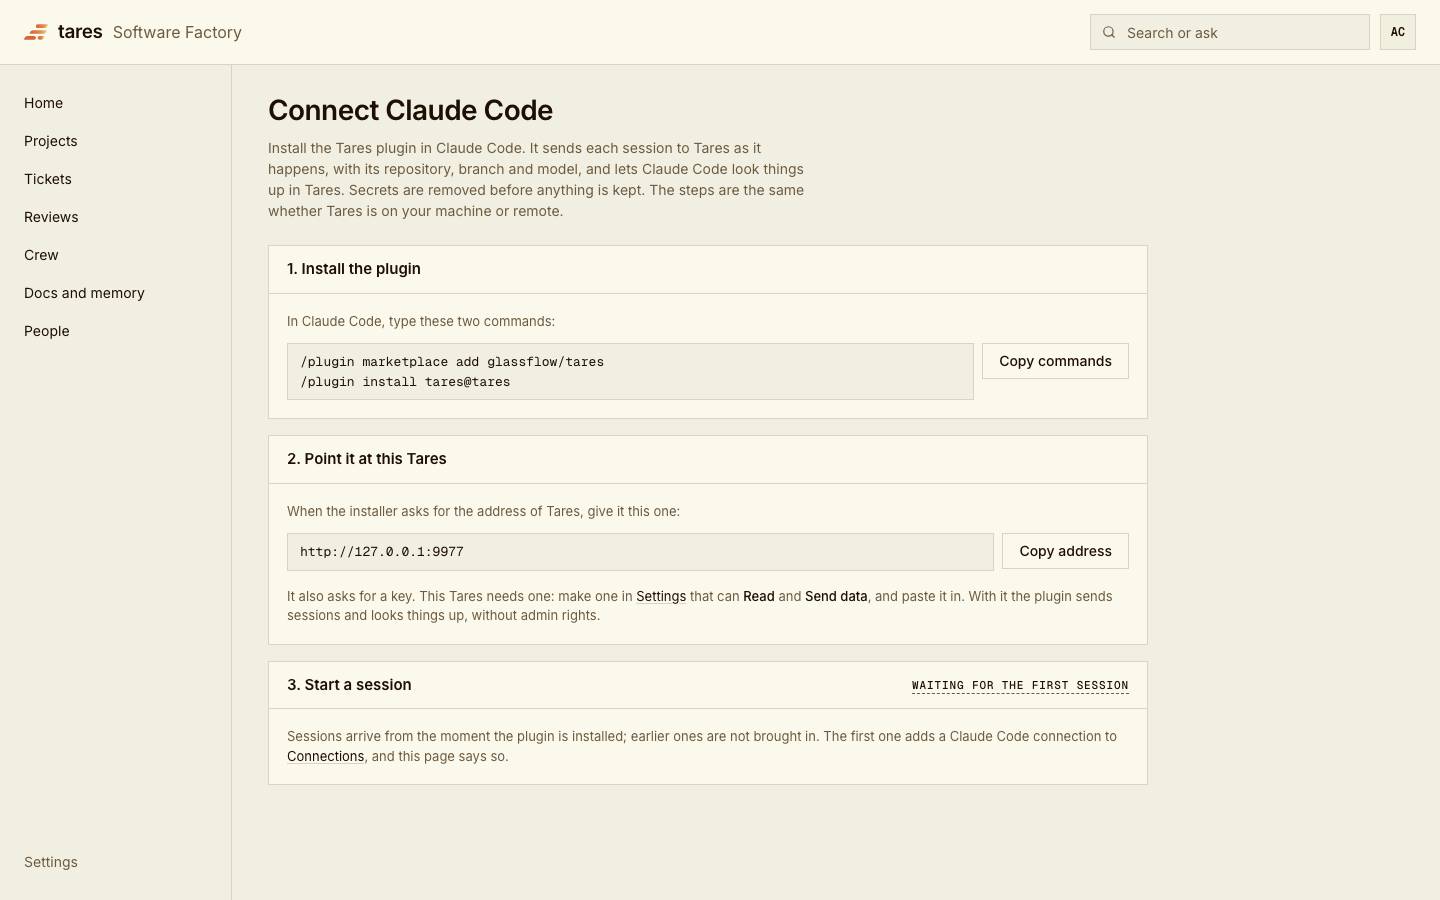 tares Software Factory
Search or ask
AC
Home
Projects
Tickets
Reviews
Crew
Docs and memory
People
Settings
Connect Claude Code
Install the Tares plugin in Claude Code. It sends each session to Tares as it
happens, with its repository, branch and model, and lets Claude Code look things
up in Tares. Secrets are removed before anything is kept. The steps are the same
whether Tares is on your machine or remote.
1. Install the plugin
In Claude Code, type these two commands:
/plugin marketplace add glassflow/tares
/plugin install tares@tares
Copy commands
2. Point it at this Tares
When the installer asks for the address of Tares, give it this one:
http://127.0.0.1:9977
Copy address
It also asks for a key. This Tares needs one: make one in Settings that can Read and Send data, and paste it in. With it the plugin sends
sessions and looks things up, without admin rights.
3. Start a session
WAITING FOR THE FIRST SESSION
Sessions arrive from the moment the plugin is installed; earlier ones are not brought in. The first one adds a Claude Code connection to
Connections, and this page says so.